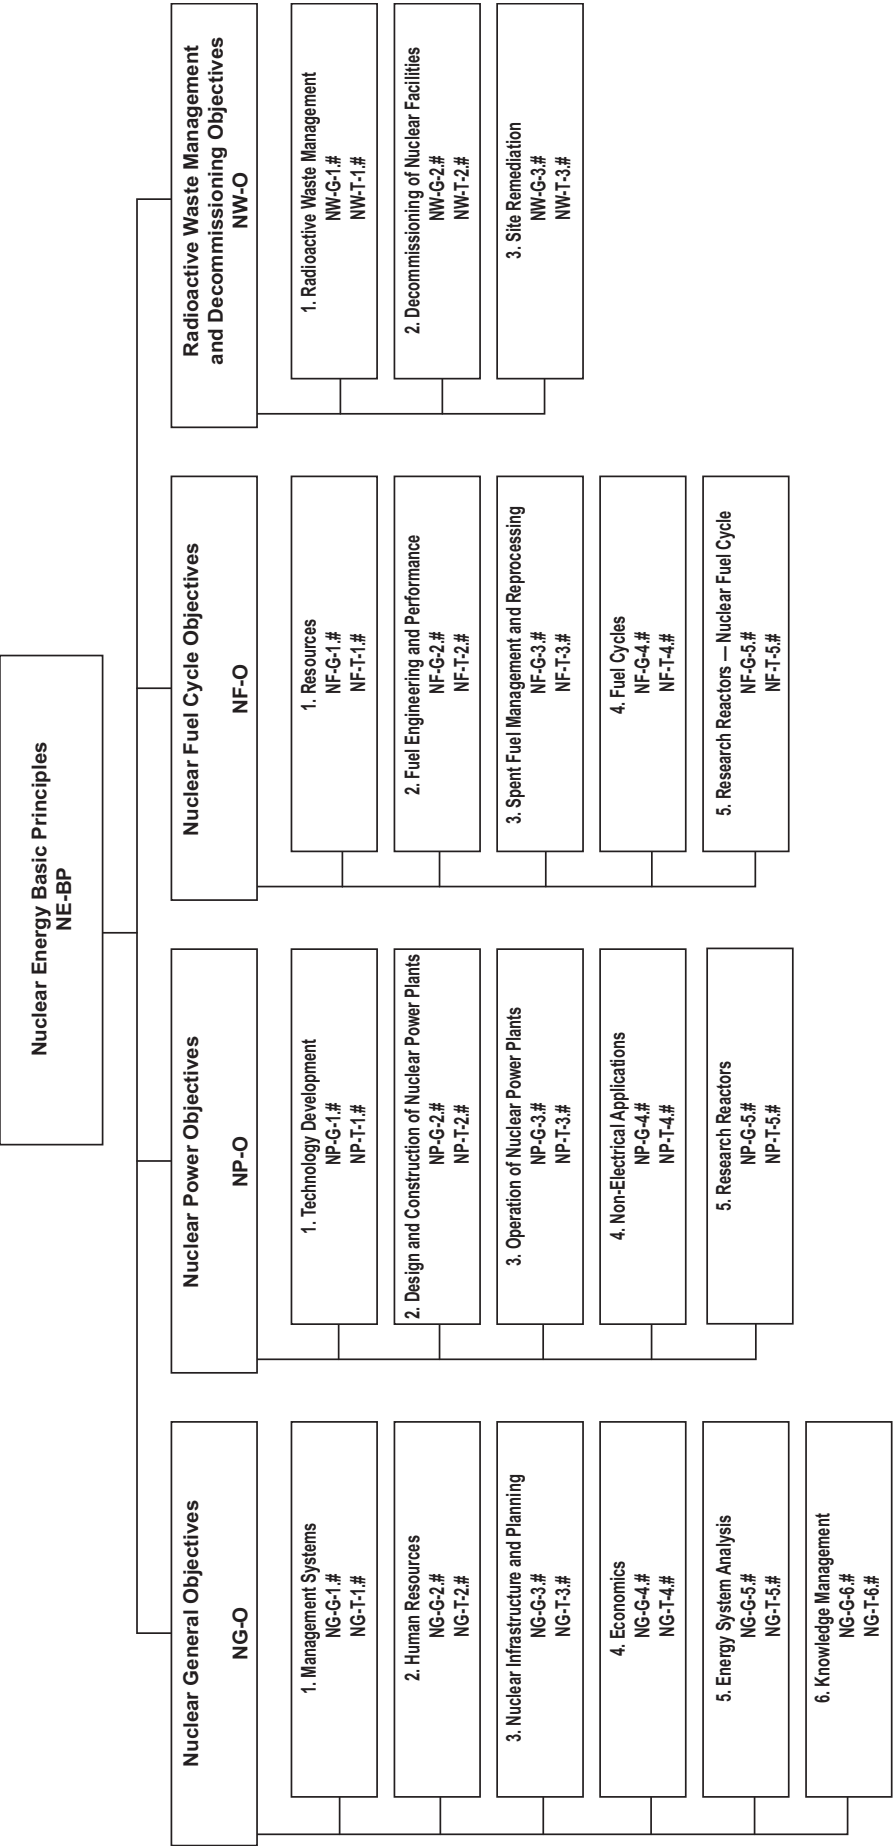 Nuclear Energy Basic Principles
NE-BP
Nuclear General Objectives
NG-O
1. Management Systems
NG-G-1.#
NG-T-1.#
2. Human Resources
NG-G-2.#
NG-T-2.#
3. Nuclear Infrastructure and Planning
NG-G-3.#
NG-T-3.#
4. Economics
NG-G-4.#
NG-T-4.#
5. Energy System Analysis
NG-G-5.#
NG-T-5.#
6. Knowledge Management
NG-G-6.#
NG-T-6.#
Nuclear Power Objectives
NP-O
1. Technology Development
NP-G-1.#
NP-T-1.#
2. Design and Construction of Nuclear Power Plants
NP-G-2.#
NP-T-2.#
3. Operation of Nuclear Power Plants
NP-G-3.#
NP-T-3.#
4. Non-Electrical Applications
NP-G-4.#
NP-T-4.#
5. Research Reactors
NP-G-5.#
NP-T-5.#
Nuclear Fuel Cycle Objectives
NF-O
1. Resources
NF-G-1.#
NF-T-1.#
2. Fuel Engineering and Performance
NF-G-2.#
NF-T-2.#
3. Spent Fuel Management and Reprocessing
NF-G-3.#
NF-T-3.#
4. Fuel Cycles
NF-G-4.#
NF-T-4.#
5. Research Reactors — Nuclear Fuel Cycle
NF-G-5.#
NF-T-5.#
Radioactive Waste Management
and Decommissioning Objectives
NW-O
1. Radioactive Waste Management
NW-G-1.#
NW-T-1.#
2. Decommissioning of Nuclear Facilities
NW-G-2.#
NW-T-2.#
3. Site Remediation
NW-G-3.#
NW-T-3.#